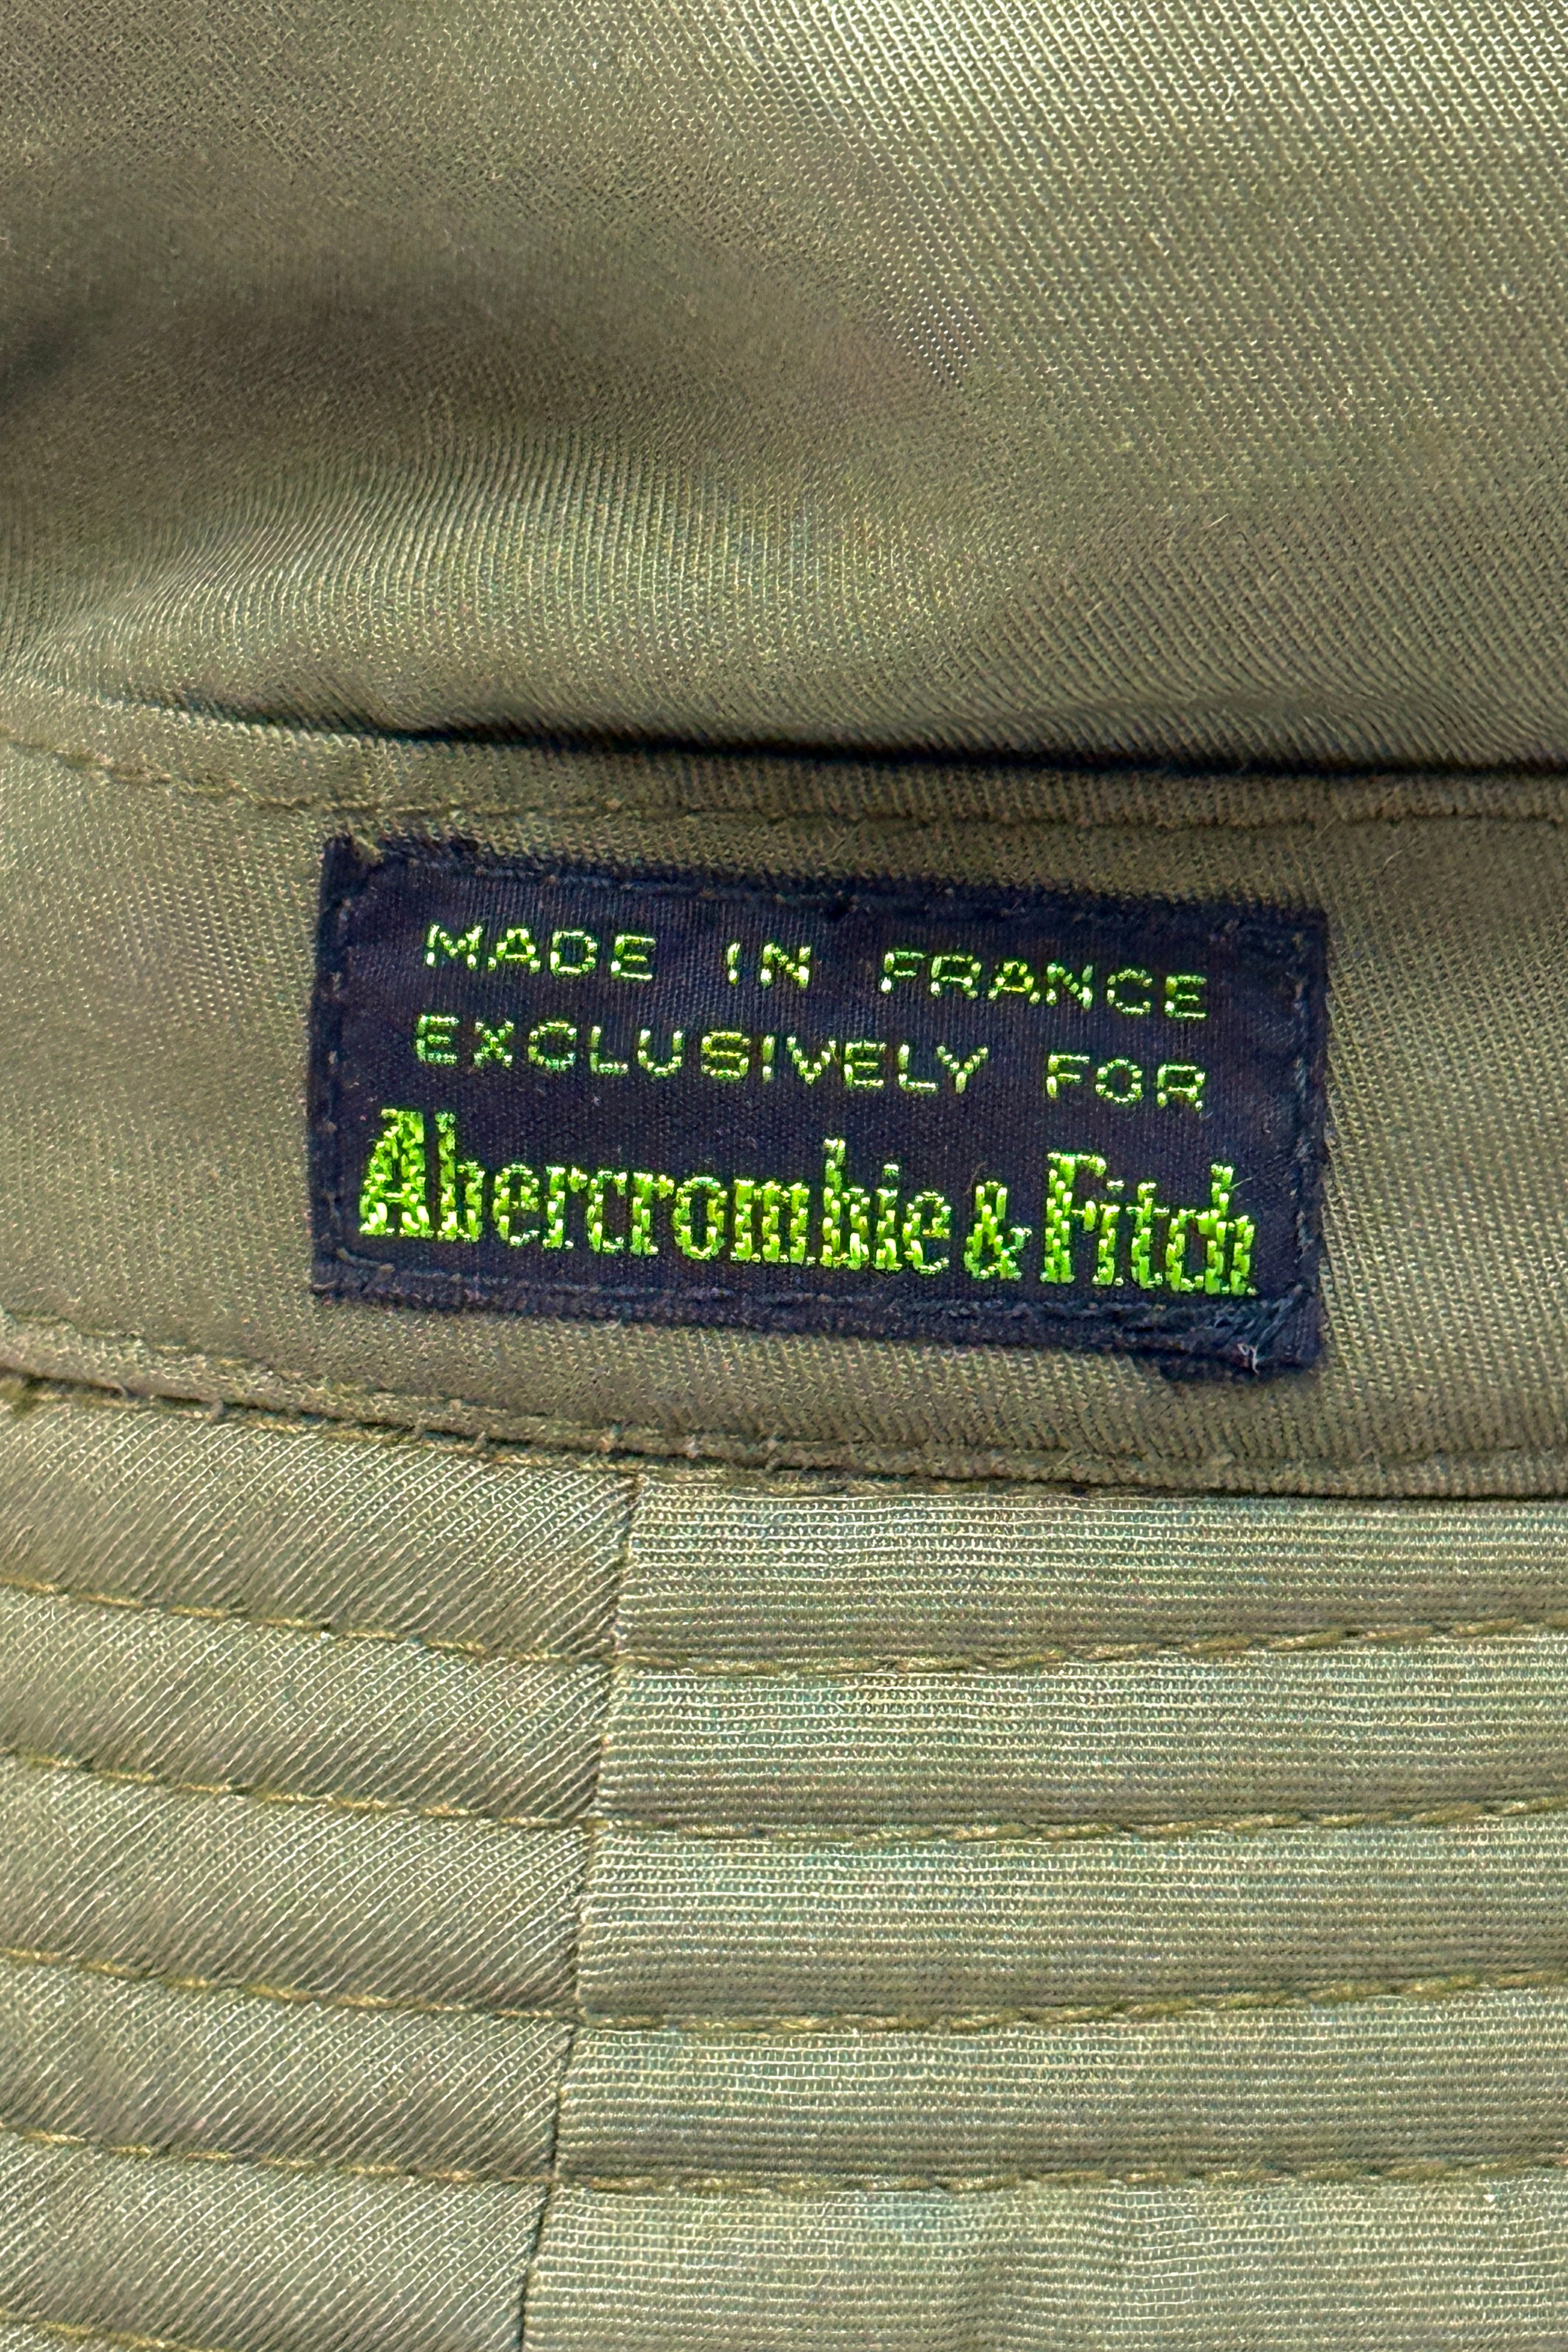 MADE IN FRANCE
EXCLUSIVELY FOR
Abercrombie & Fitch